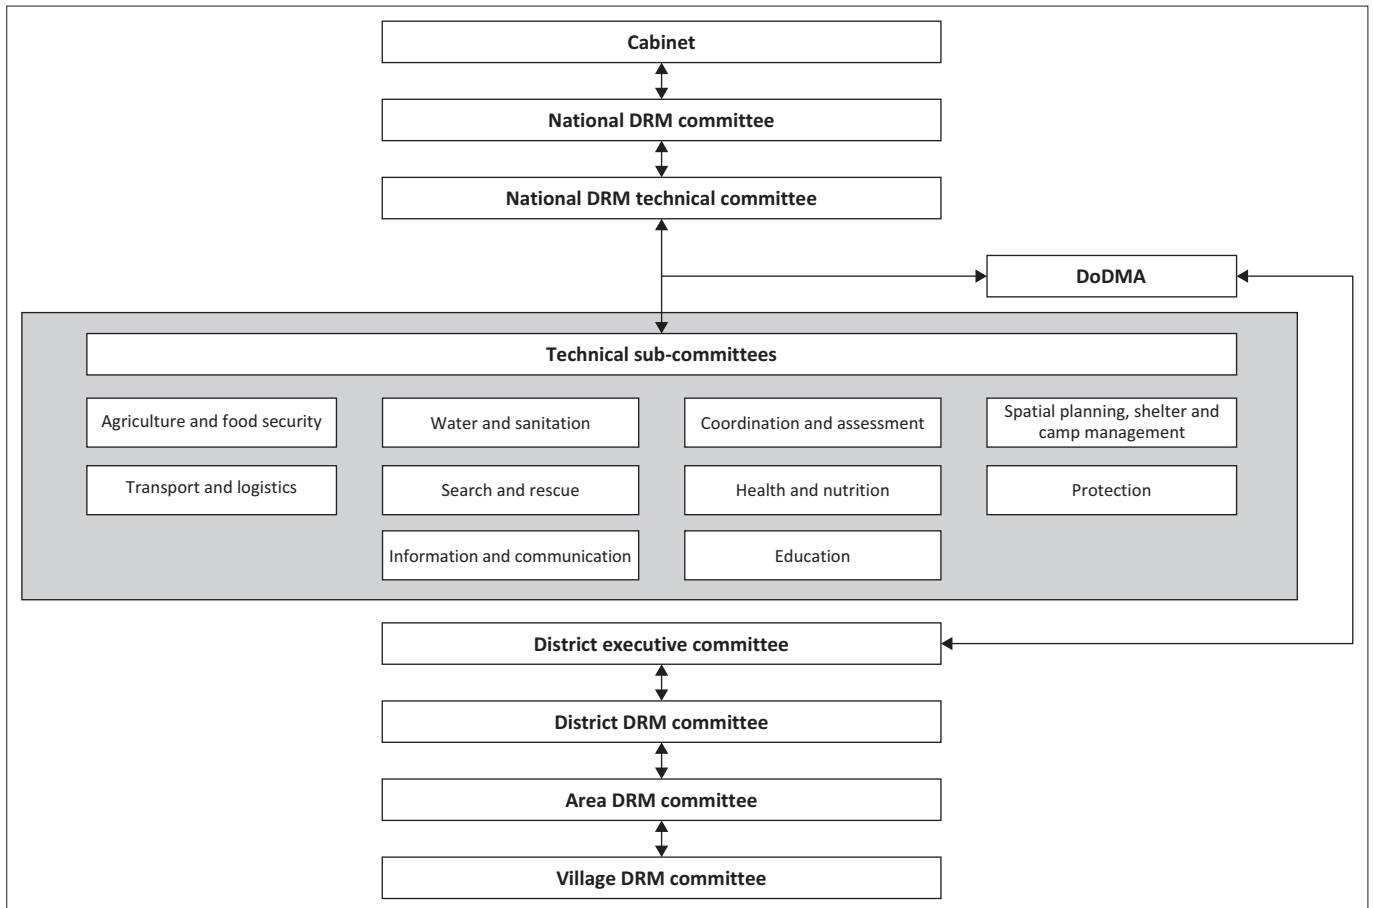 Cabinet
National DRM committee
National DRM technical committee
DoDMA
Technical sub-committees
Agriculture and food security
Water and sanitation
Coordination and assessment
Spatial planning, shelter and
camp management
Transport and logistics
Search and rescue
Health and nutrition
Protection
Information and communication
Education
District executive committee
District DRM committee
Area DRM committee
Village DRM committee